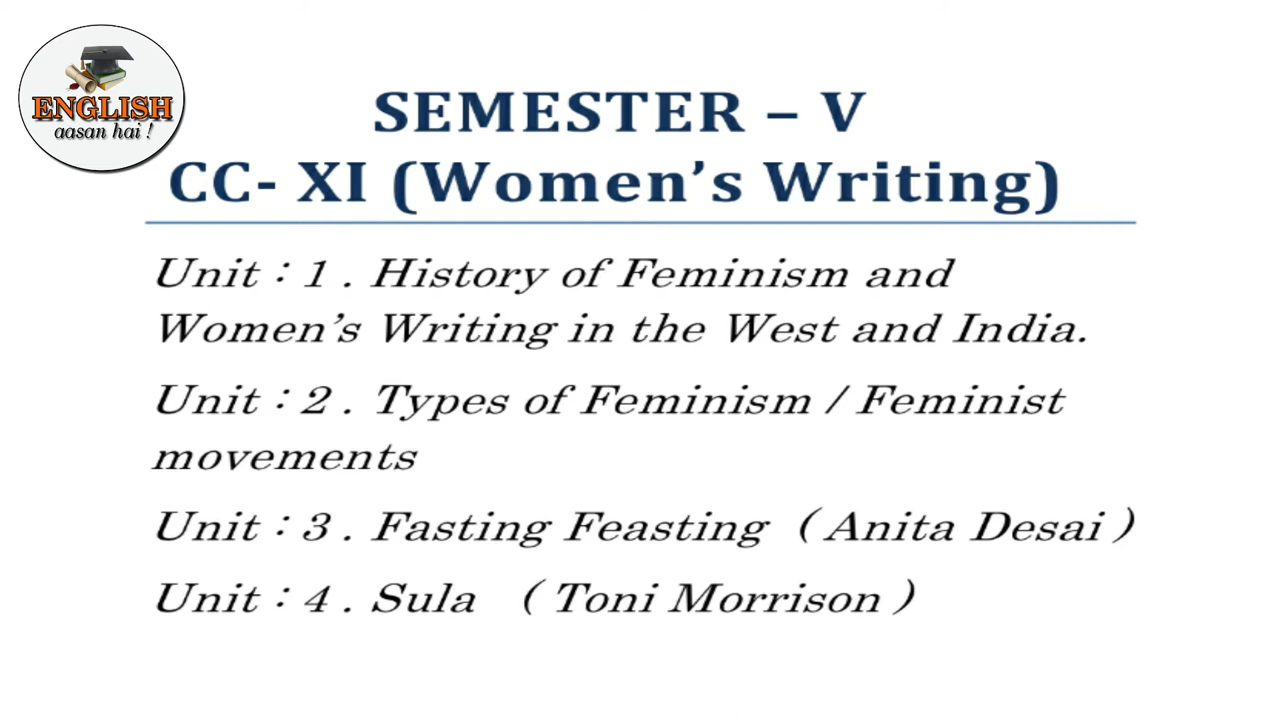 ENGLISH
aasan hai !
SEMESTER – V
CC- XI (Women’s Writing)
Unit : 1 . History of Feminism and
Women’s Writing in the West and India.
Unit : 2 . Types of Feminism / Feminist
movements
Unit : 3 . Fasting Feasting ( Anita Desai )
Unit : 4 . Sula ( Toni Morrison )